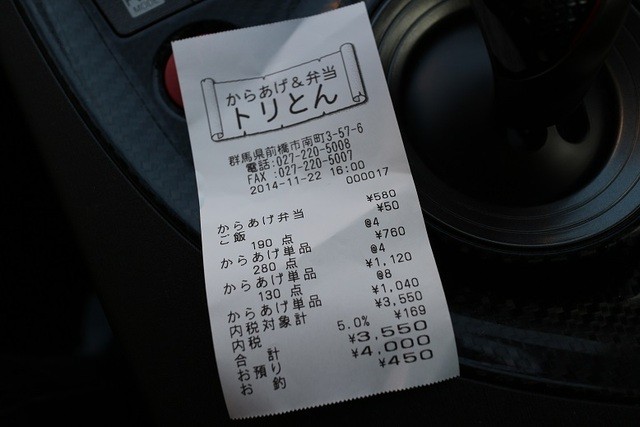 MODE
からあげ&弁当
トリとん
群馬県前橋市南町3-57-6
電話:027-220-5008
FAX :027-220-5007
2014-11-22 16:00
000017
からあげ弁当 ¥580
ご飯 ¥50
190 点 @4
からあげ単品 ¥760
280 点 @4
からあげ単品 ¥1,120
130 点 @8
からあげ単品 ¥1,040
内税対象計 ¥3,550
内税 5.0% ¥169
合 計 ¥3,550
お預り ¥4,000
お 釣 ¥450